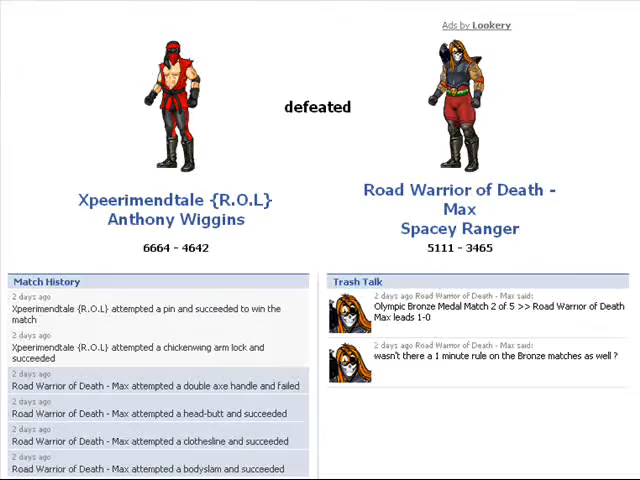 Ads by Lookery
defeated
Xpeerimendtale {R.O.L}
Anthony Wiggins
6664 - 4642
Road Warrior of Death -
Max
Spacey Ranger
5111 - 3465
Match History
2 days ago
Xpeerimendtale {R.O.L} attempted a pin and succeeded to win the
match
2 days ago
Xpeerimendtale {R.O.L} attempted a chickenwing arm lock and
succeeded
2 days ago
Road Warrior of Death - Max attempted a double axe handle and failed
2 days ago
Road Warrior of Death - Max attempted a head-butt and succeeded
2 days ago
Road Warrior of Death - Max attempted a clothesline and succeeded
2 days ago
Road Warrior of Death - Max attempted a bodyslam and succeeded
Trash Talk
2 days ago Road Warrior of Death - Max said:
Olympic Bronze Medal Match 2 of 5 >> Road Warrior of Death
Max leads 1-0
2 days ago Road Warrior of Death - Max said:
wasn't there a 1 minute rule on the Bronze matches as well ?